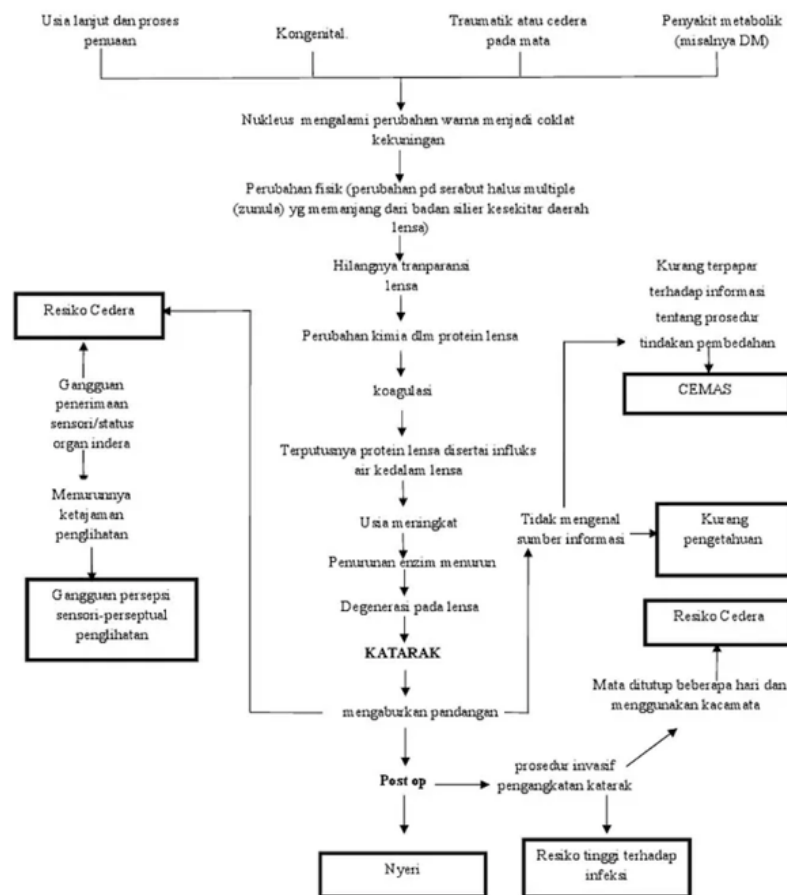 Usia lanjut dan proses
penuaan
Kongenital.
Traumatik atau cedera
pada mata
Penyakit metabolik
(misalnya DM)
Nukleus mengalami perubahan warna menjadi coklat
kekuningan
Perubahan fisik (perubahan pd serabut halus multiple
(zunula) yg memanjang dari badan silier kesekitar daerah
lensa)
Hilangnya tranparansi
lensa
Perubahan kimia dlm protein lensa
koagulasi
Terputusnya protein lensa disertai influks
air kedalam lensa
Usia meningkat
Penurunan enzim menurun
Degenerasi pada lensa
KATARAK
mengaburkan pandangan
Post op
Nyeri
Resiko Cedera
Gangguan
penerimaan
sensori/status
organ indera
Menurunnya
ketajaman
penglihatan
Gangguan persepsi
sensori-perseptual
penglihatan
Kurang terpapar
terhadap informasi
tentang prosedur
tindakan pembedahan
CEMAS
Tidak mengenal
sumber informasi
Kurang
pengetahuan
Resiko Cedera
Mata ditutup beberapa hari dan
menggunakan kacamata
prosedur invasif
pengangkatan katarak
Resiko tinggi terhadap
infeksi